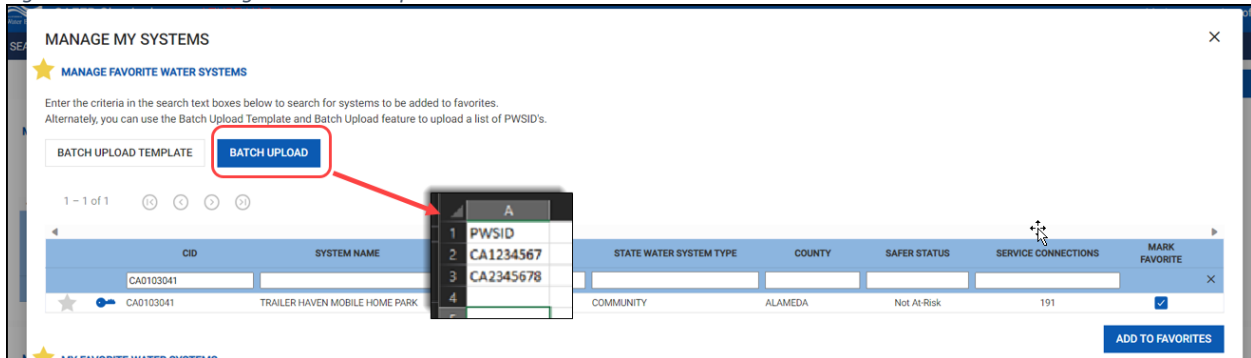 MANAGE MY SYSTEMS
MANAGE FAVORITE WATER SYSTEMS
Enter the criteria in the search text boxes below to search for systems to be added to favorites.
Alternately, you can use the Batch Upload Template and Batch Upload feature to upload a list of PWSID's.
BATCH UPLOAD TEMPLATE BATCH UPLOAD
1 – 1 of 1
A
1 PWSID
2 CA1234567
3 CA2345678
4
CID SYSTEM NAME STATE WATER SYSTEM TYPE COUNTY SAFER STATUS SERVICE CONNECTIONS MARK FAVORITE
CA0103041
CA0103041 TRAILER HAVEN MOBILE HOME PARK COMMUNITY ALAMEDA Not At-Risk 191
ADD TO FAVORITES
MY FAVORITE WATER SYSTEMS